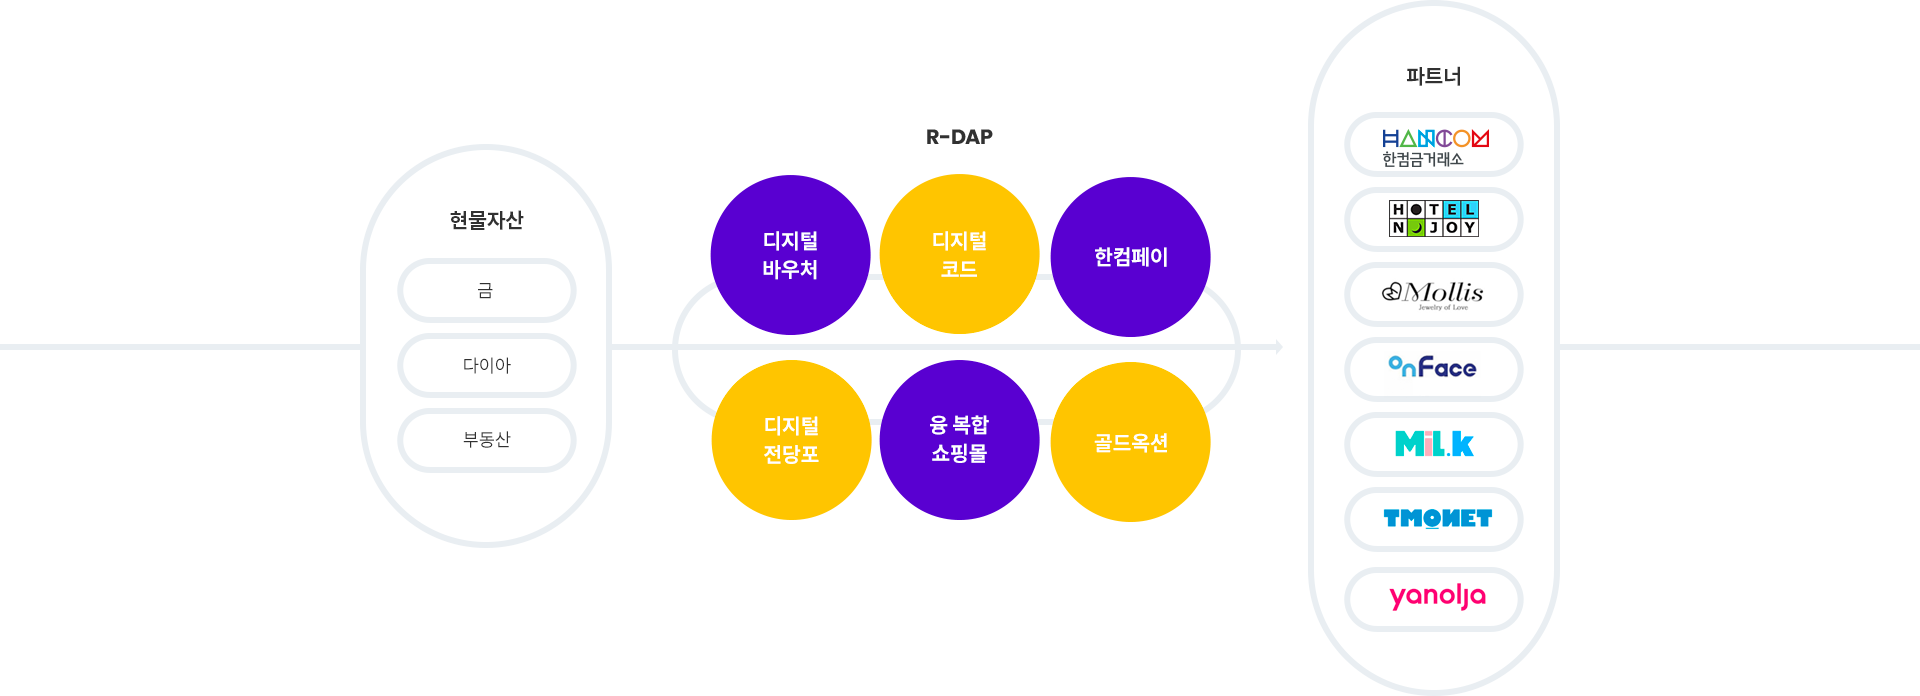 현물자산
금
다이아
부동산
R-DAP
디지털
바우처
디지털
코드
한컴페이
디지털
전당포
융 복합
쇼핑몰
골드옥션
파트너
HANCOM
한컴금거래소
HOTEL
NOJOY
Mollis
Jewelry of Love
onFace
MiL.k
TMONET
yanolja